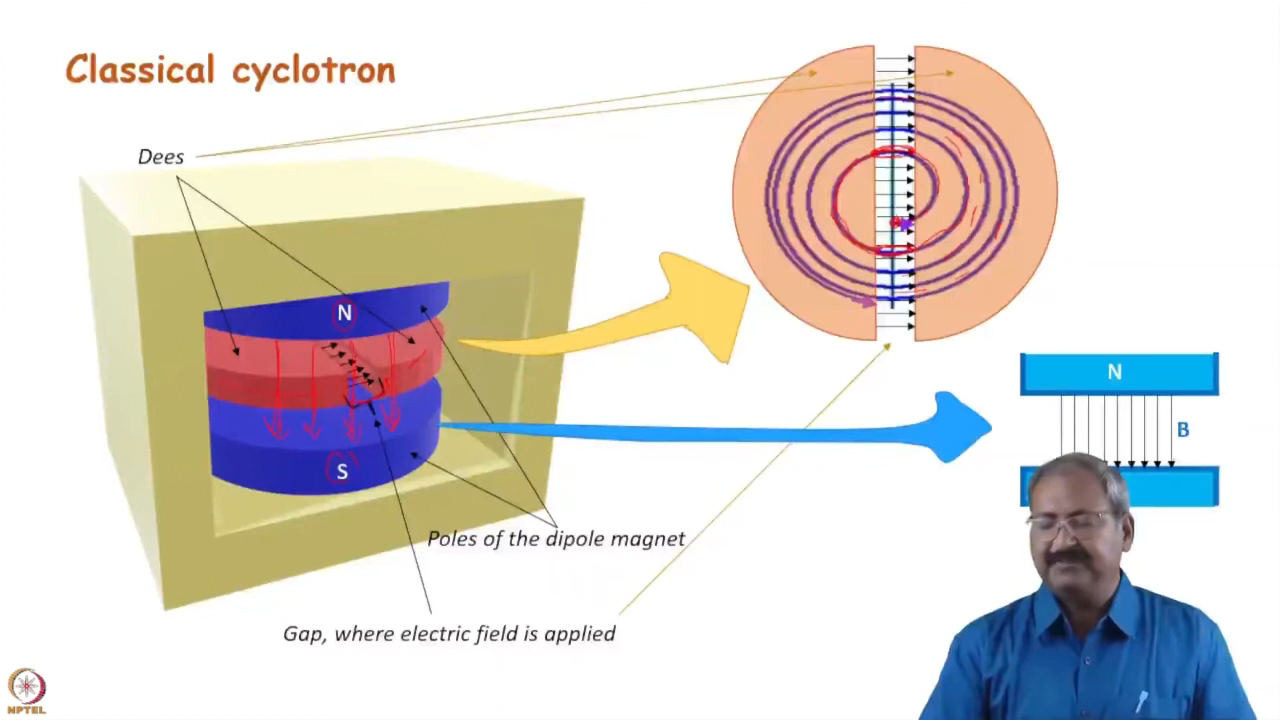 Classical cyclotron
Dees
N
S
N
B
Poles of the dipole magnet
Gap, where electric field is applied
NPTEL